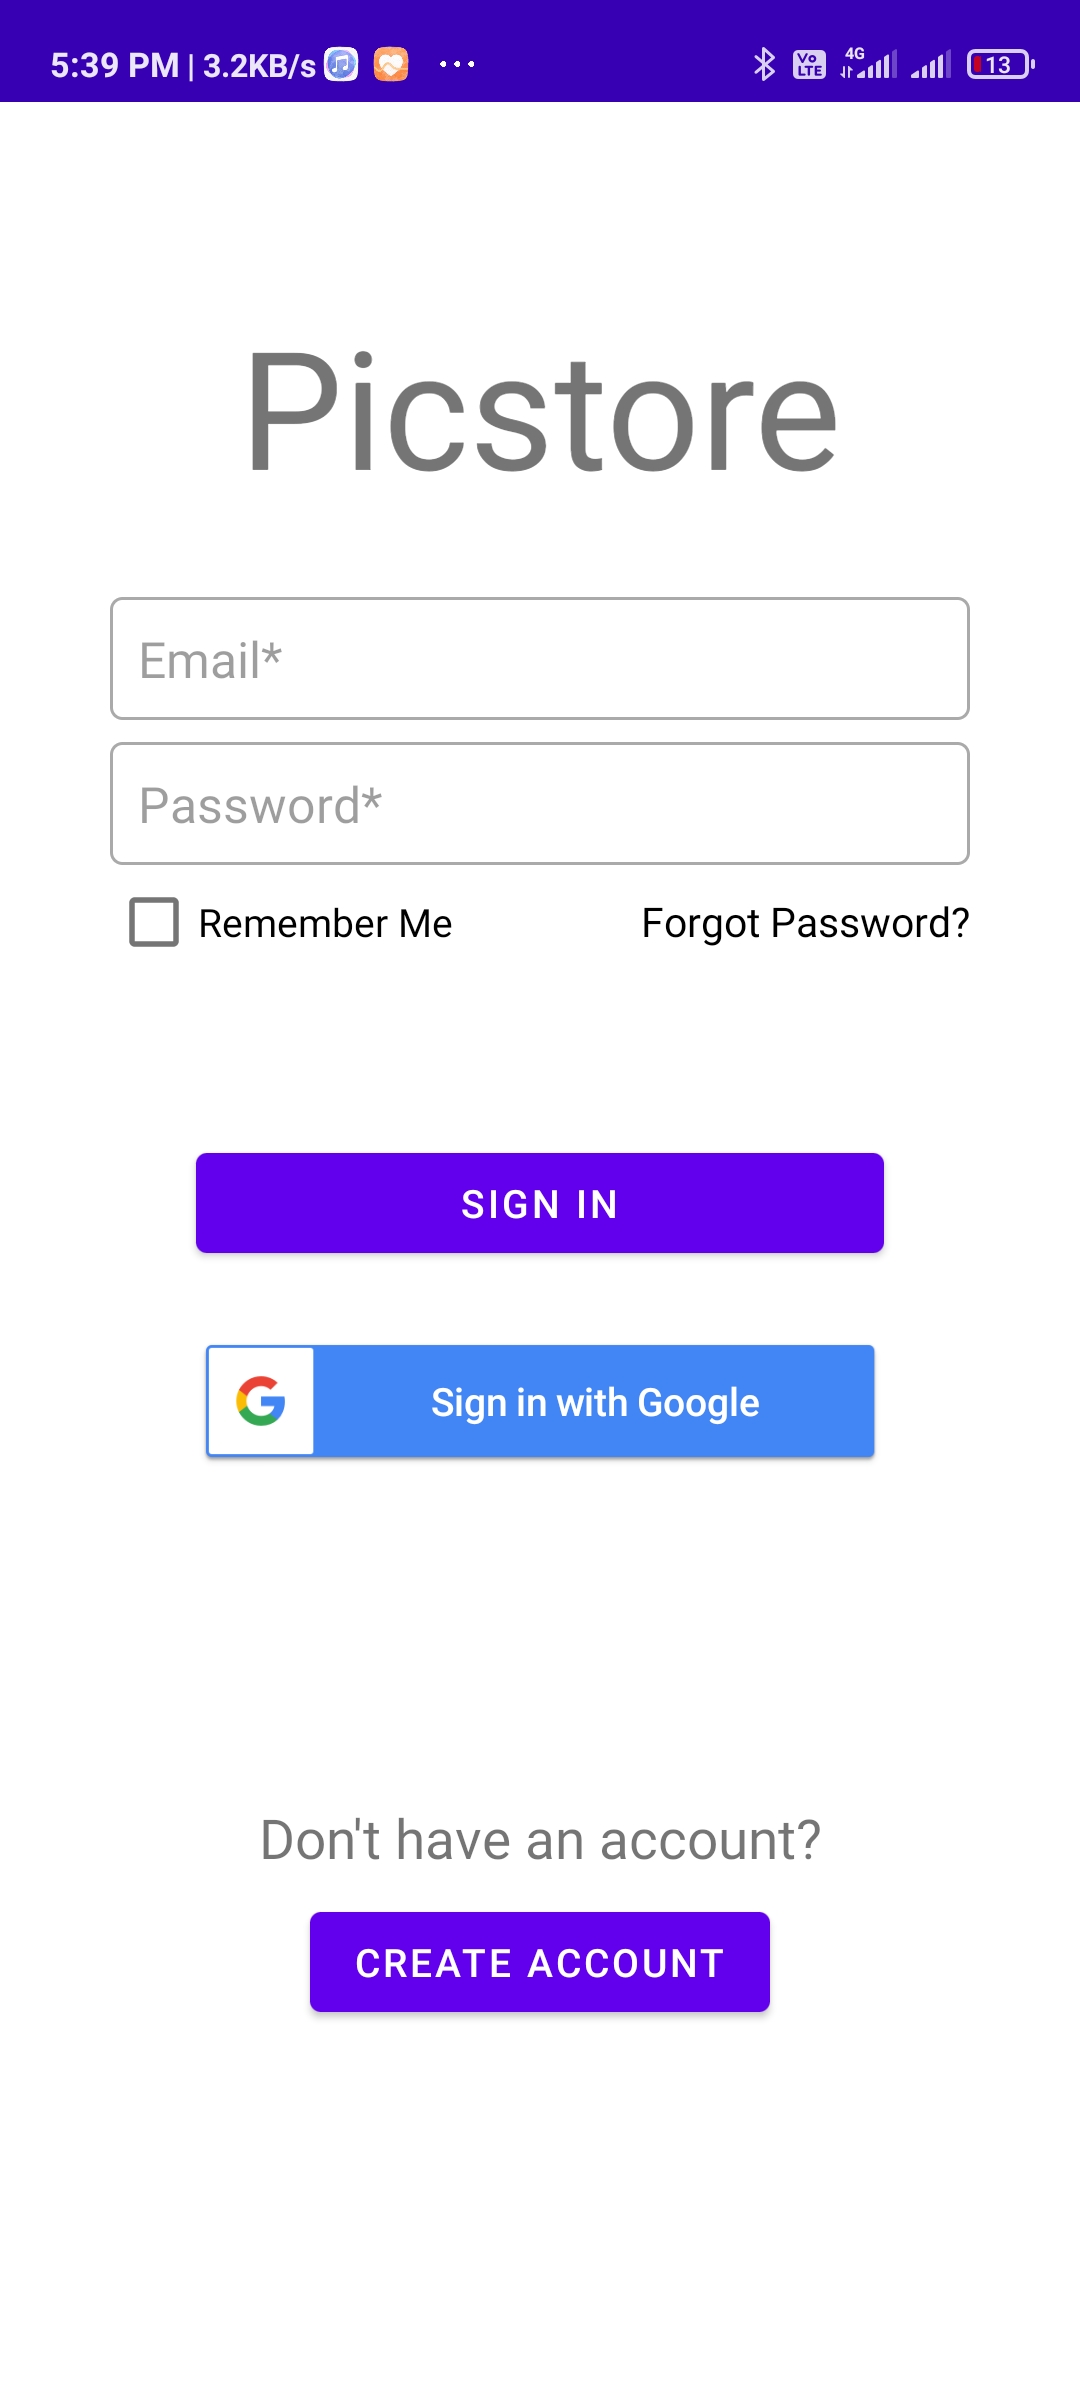 5:39 PM | 3.2KB/s ... Vo LTE 4G 13
Picstore
Email*
Password*
Remember Me Forgot Password?
SIGN IN
G Sign in with Google
Don't have an account?
CREATE ACCOUNT